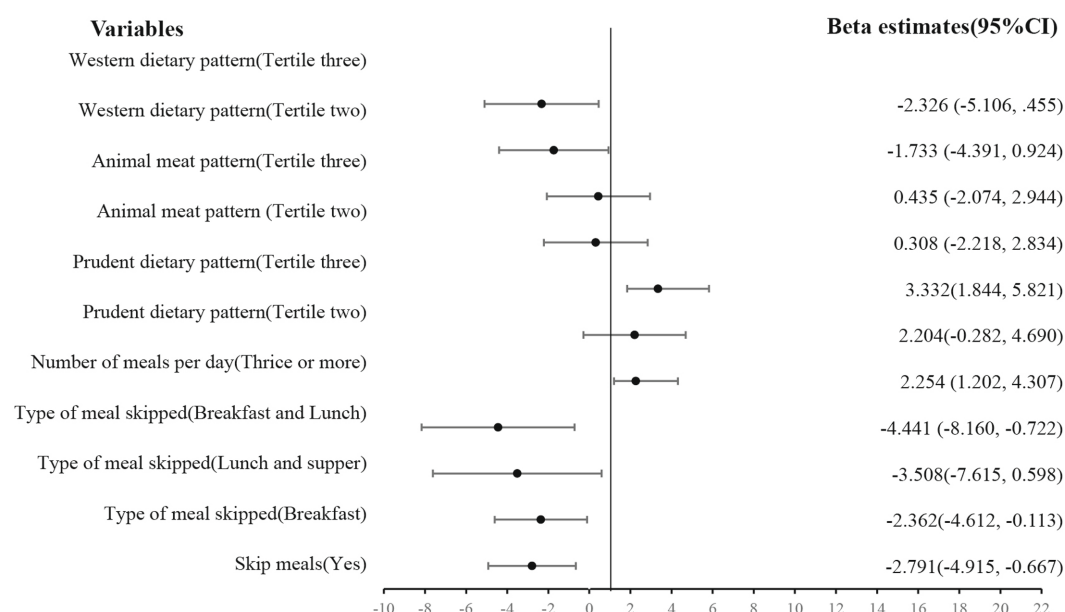 Variables Beta estimates(95%CI)
Western dietary pattern(Tertile three)
Western dietary pattern(Tertile two) -2.326 (-5.106, .455)
Animal meat pattern(Tertile three) -1.733 (-4.391, 0.924)
Animal meat pattern (Tertile two) 0.435 (-2.074, 2.944)
Prudent dietary pattern(Tertile three) 0.308 (-2.218, 2.834)
Prudent dietary pattern(Tertile two) 3.332(1.844, 5.821)
Number of meals per day(Thrice or more) 2.204(-0.282, 4.690)
2.254 (1.202, 4.307)
Type of meal skipped(Breakfast and Lunch) -4.441 (-8.160, -0.722)
Type of meal skipped(Lunch and supper) -3.508(-7.615, 0.598)
Type of meal skipped(Breakfast) -2.362(-4.612, -0.113)
Skip meals(Yes) -2.791(-4.915, -0.667)
-10 -8 -6 -4 -2 0 2 4 6 8 10 12 14 16 18 20 22